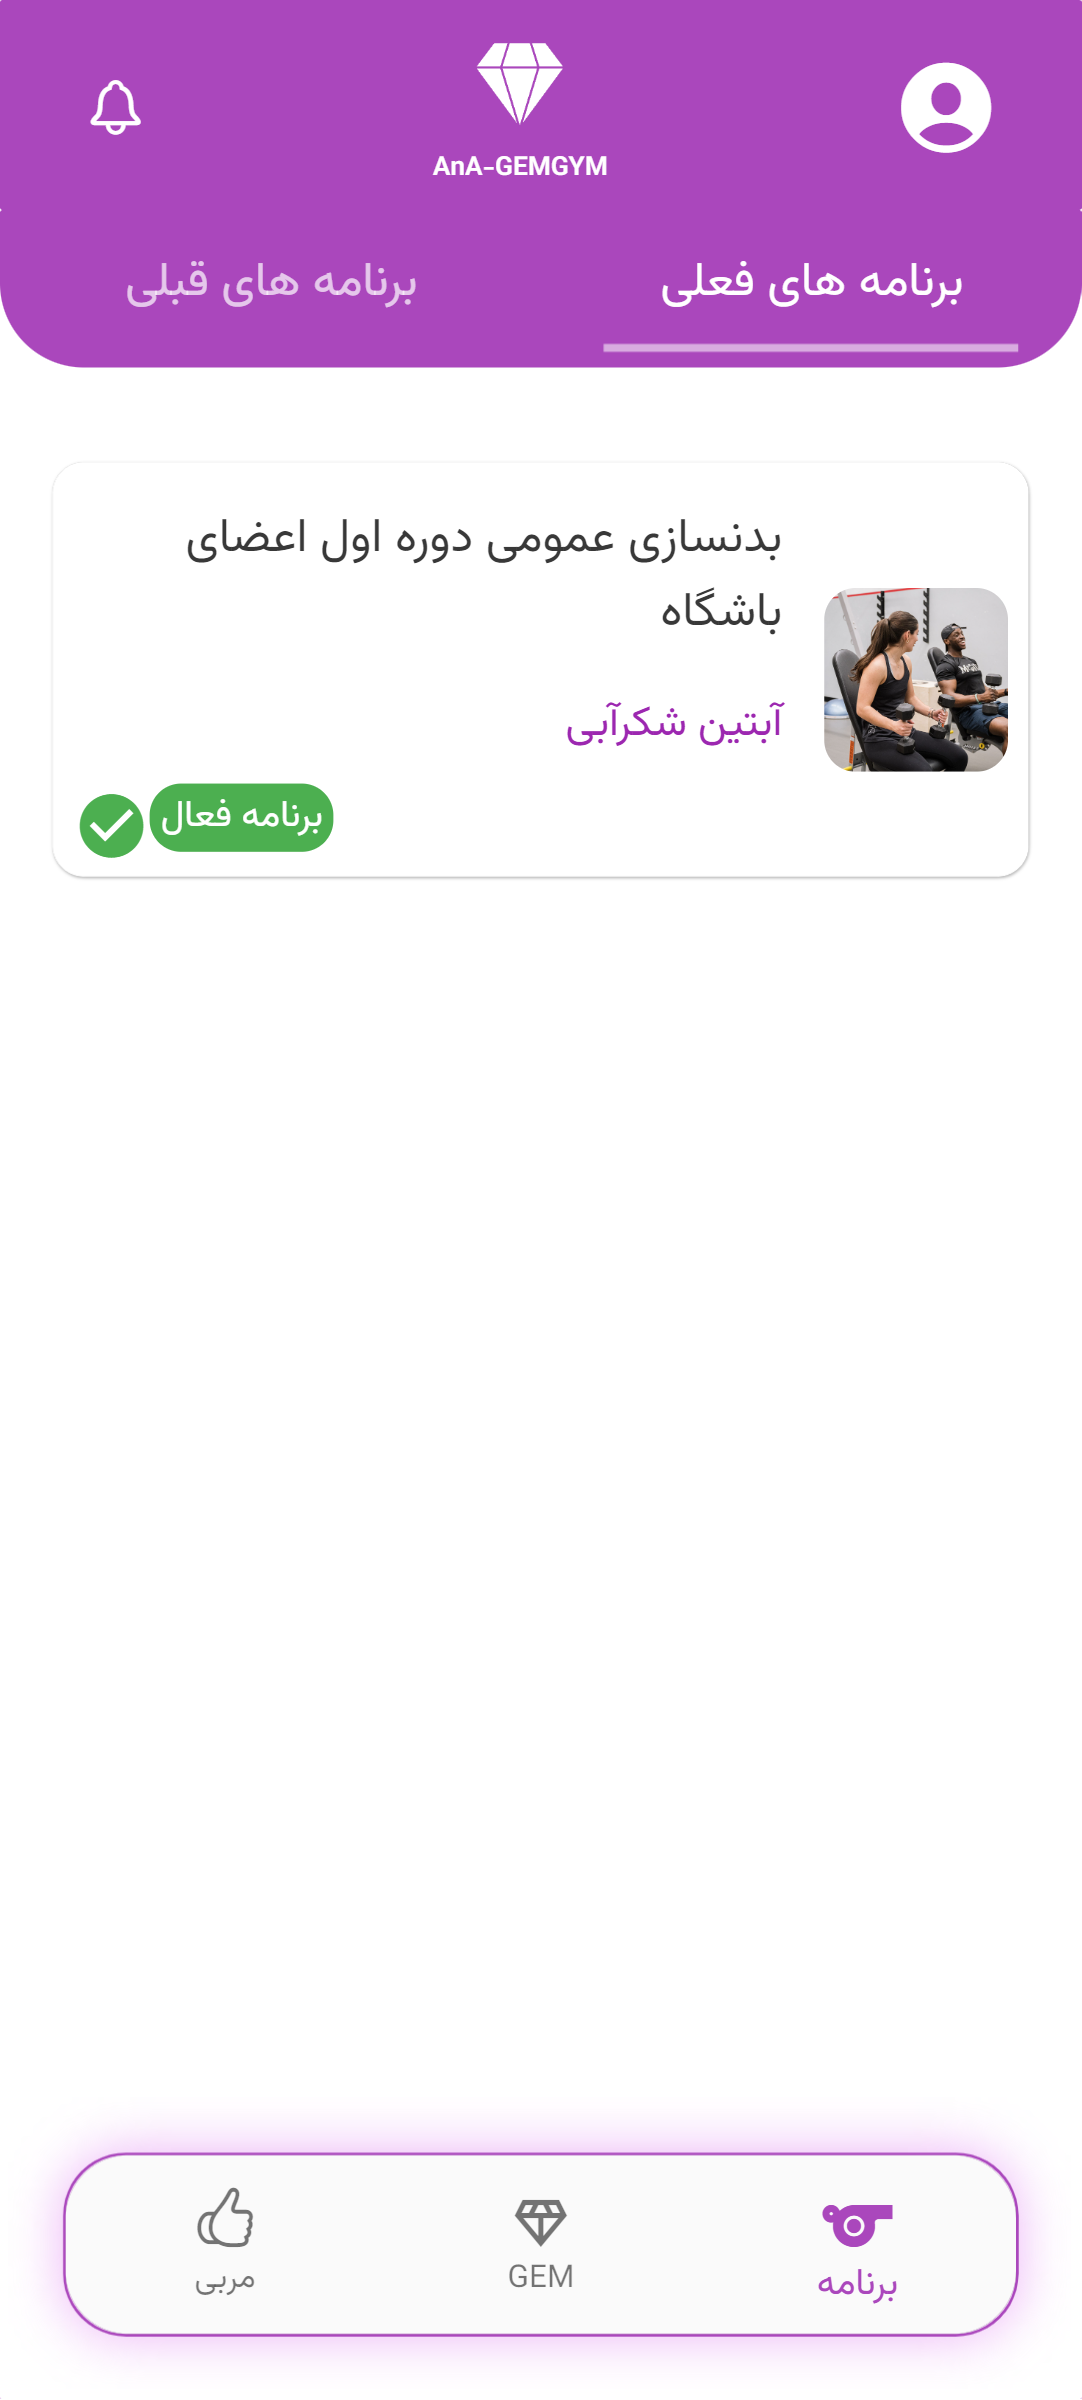 AnA-GEMGYM
برنامه های فعلی
برنامه های قبلی
بدنسازی عمومی دوره اول اعضای
باشگاه
آبتین شکرآبی
برنامه فعال
برنامه
GEM
مربی